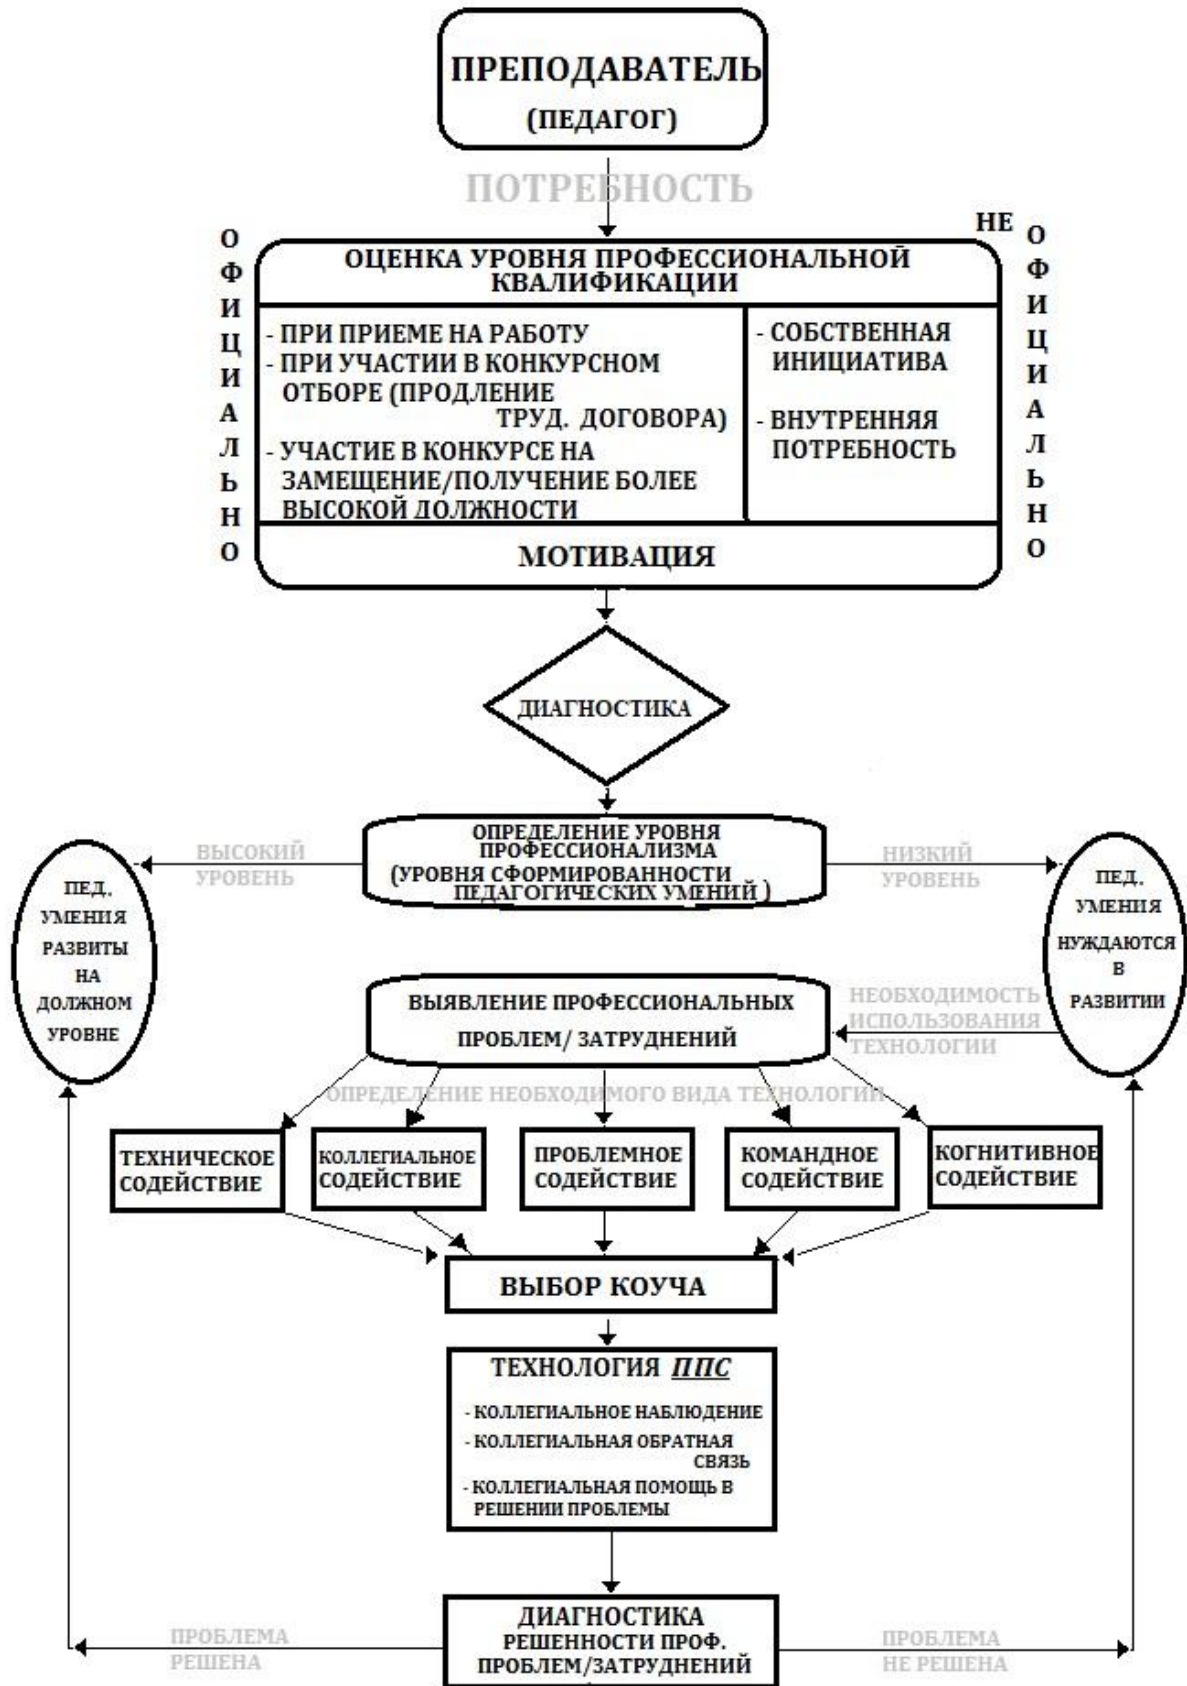 ПРЕПОДАВАТЕЛЬ
(ПЕДАГОГ)
ПОТРЕБНОСТЬ
ОФИЦИАЛЬНО
НЕ ОФИЦИАЛЬНО
ОЦЕНКА УРОВНЯ ПРОФЕССИОНАЛЬНОЙ
КВАЛИФИКАЦИИ
- ПРИ ПРИЕМЕ НА РАБОТУ
- ПРИ УЧАСТИИ В КОНКУРСНОМ
ОТБОРЕ (ПРОДЛЕНИЕ
ТРУД. ДОГОВОРА)
- УЧАСТИЕ В КОНКУРСЕ НА
ЗАМЕЩЕНИЕ/ПОЛУЧЕНИЕ БОЛЕЕ
ВЫСОКОЙ ДОЛЖНОСТИ
- СОБСТВЕННАЯ
ИНИЦИАТИВА
- ВНУТРЕННЯЯ
ПОТРЕБНОСТЬ
МОТИВАЦИЯ
ДИАГНОСТИКА
ОПРЕДЕЛЕНИЕ УРОВНЯ
ПРОФЕССИОНАЛИЗМА
(УРОВНЯ СФОРМИРОВАННОСТИ
ПЕДАГОГИЧЕСКИХ УМЕНИЙ )
ВЫСОКИЙ
УРОВЕНЬ
НИЗКИЙ
УРОВЕНЬ
ПЕД.
УМЕНИЯ
РАЗВИТЫ
НА
ДОЛЖНОМ
УРОВНЕ
ПЕД.
УМЕНИЯ
НУЖДАЮТСЯ
В
РАЗВИТИИ
НЕОБХОДИМОСТЬ
ИСПОЛЬЗОВАНИЯ
ТЕХНОЛОГИИ
ВЫЯВЛЕНИЕ ПРОФЕССИОНАЛЬНЫХ
ПРОБЛЕМ/ ЗАТРУДНЕНИЙ
ОПРЕДЕЛЕНИЕ НЕОБХОДИМОГО ВИДА ТЕХНОЛОГИИ
ТЕХНИЧЕСКОЕ
СОДЕЙСТВИЕ
КОЛЛЕГИАЛЬНОЕ
СОДЕЙСТВИЕ
ПРОБЛЕМНОЕ
СОДЕЙСТВИЕ
КОМАНДНОЕ
СОДЕЙСТВИЕ
КОГНИТИВНОЕ
СОДЕЙСТВИЕ
ВЫБОР КОУЧА
ТЕХНОЛОГИЯ ППС
- КОЛЛЕГИАЛЬНОЕ НАБЛЮДЕНИЕ
- КОЛЛЕГИАЛЬНАЯ ОБРАТНАЯ
СВЯЗЬ
- КОЛЛЕГИАЛЬНАЯ ПОМОЩЬ В
РЕШЕНИИ ПРОБЛЕМЫ
ДИАГНОСТИКА
РЕШЕННОСТИ ПРОФ.
ПРОБЛЕМ/ЗАТРУДНЕНИЙ
ПРОБЛЕМА
РЕШЕНА
ПРОБЛЕМА
НЕ РЕШЕНА